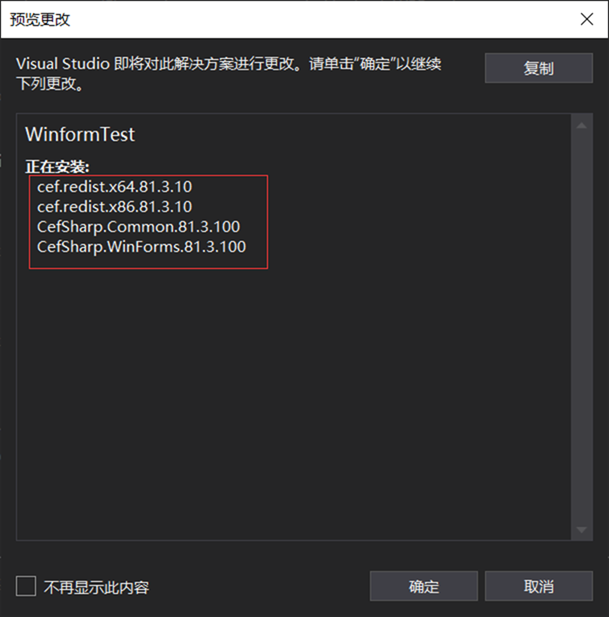 预览更改
Visual Studio 即将对此解决方案进行更改。请单击"确定"以继续
下列更改。
复制
WinformTest
正在安装:
cef.redist.x64.81.3.10
cef.redist.x86.81.3.10
CefSharp.Common.81.3.100
CefSharp.WinForms.81.3.100
不再显示此内容
确定
取消